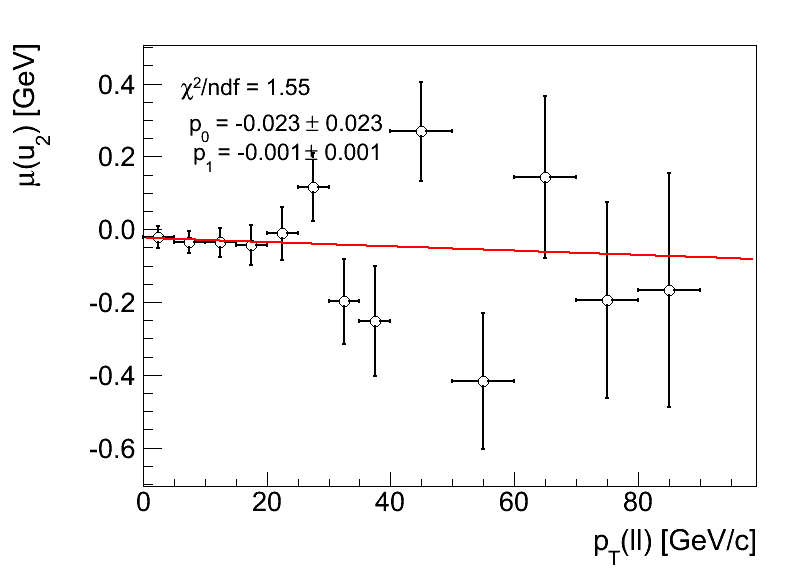 μ(u₂) [GeV]
χ²/ndf = 1.55
p₀ = -0.023 ± 0.023
p₁ = -0.001 ± 0.001
0.4
0.2
0.0
-0.2
-0.4
-0.6
0 20 40 60 80
p_T(ll) [GeV/c]